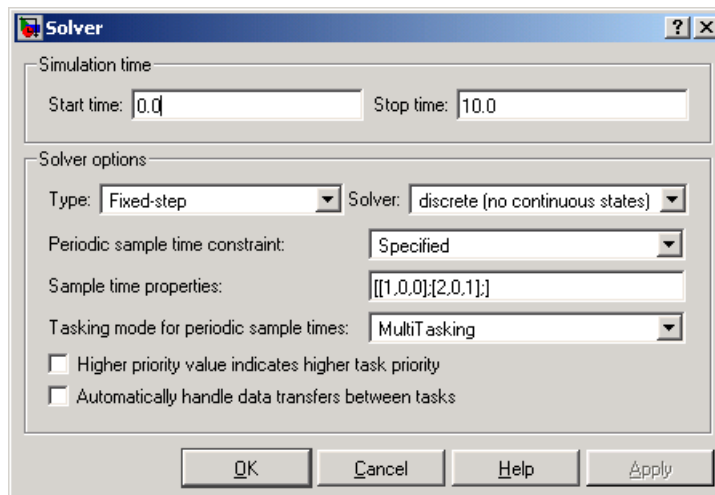 Solver
Simulation time
Start time: 0.0 Stop time: 10.0
Solver options
Type: Fixed-step Solver: discrete (no continuous states)
Periodic sample time constraint: Specified
Sample time properties: [[1,0,0];[2,0,1];]
Tasking mode for periodic sample times: MultiTasking
Higher priority value indicates higher task priority
Automatically handle data transfers between tasks
OK Cancel Help Apply